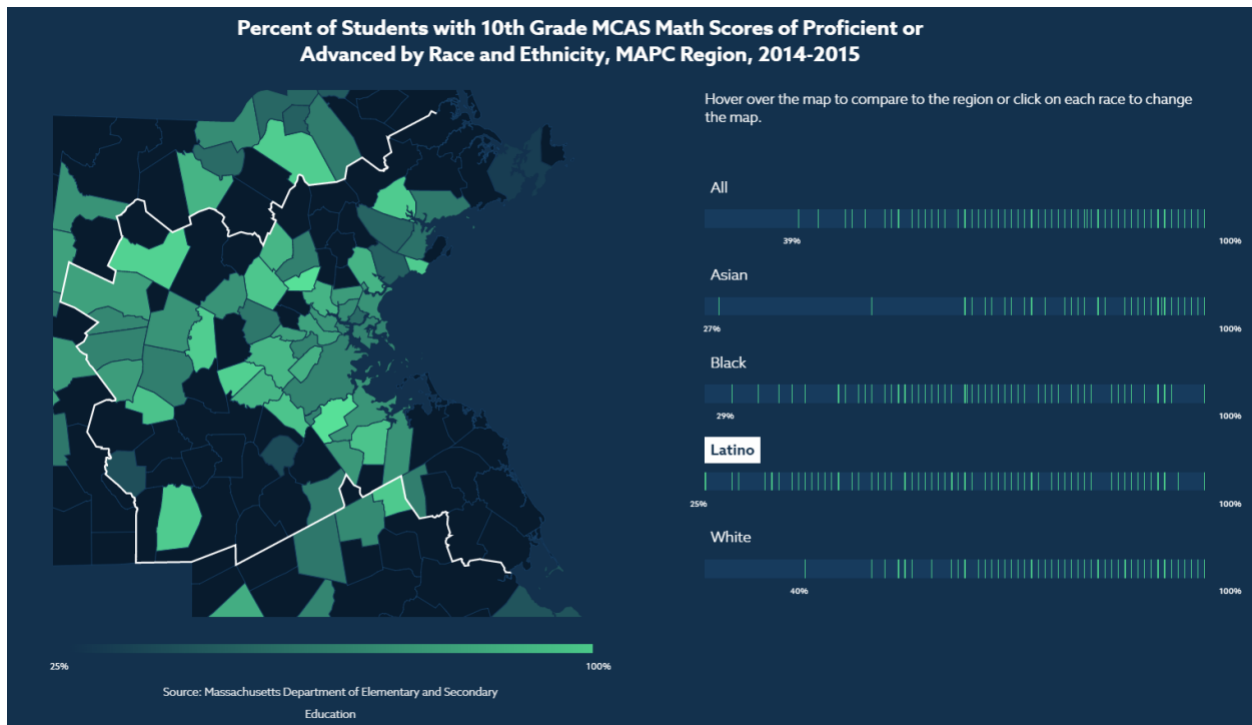 Percent of Students with 10th Grade MCAS Math Scores of Proficient or
Advanced by Race and Ethnicity, MAPC Region, 2014-2015
Hover over the map to compare to the region or click on each race to change
the map.
All
39%
100%
Asian
27%
100%
Black
29%
100%
Latino
25%
100%
White
40%
100%
25%
100%
Source: Massachusetts Department of Elementary and Secondary
Education